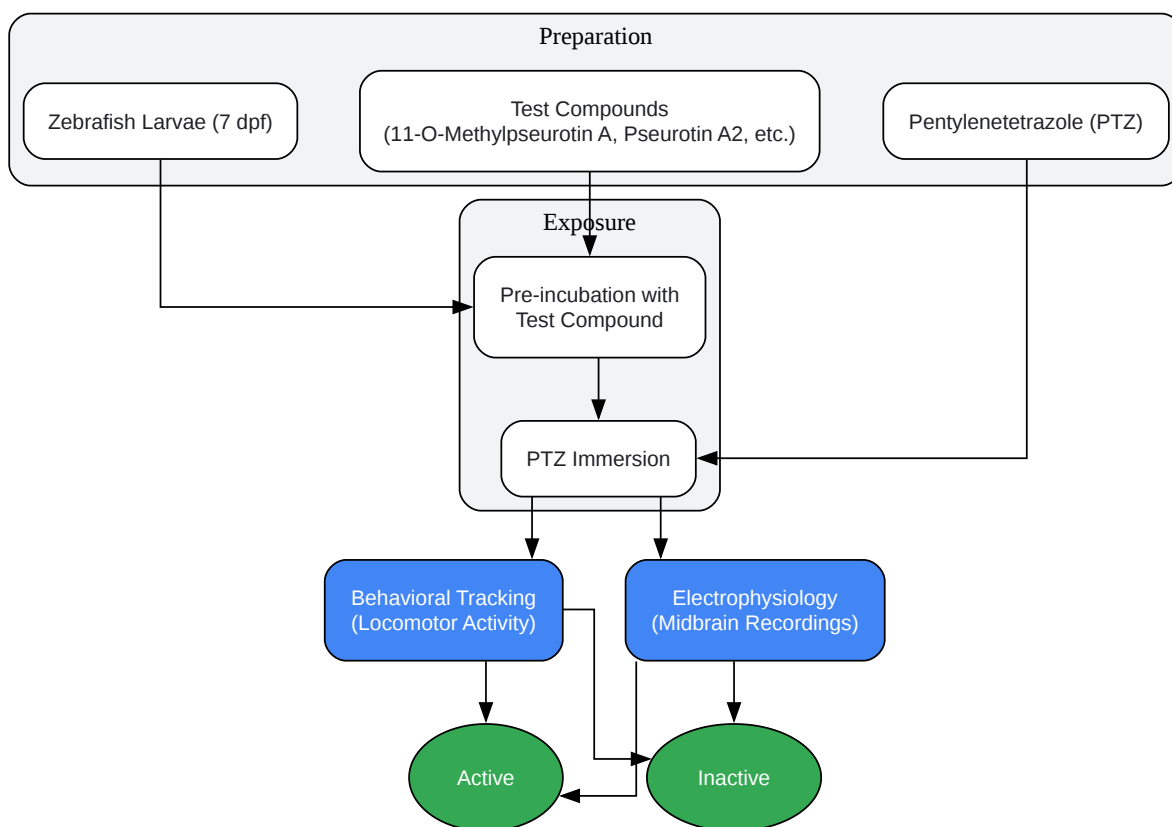 Preparation
Zebrafish Larvae (7 dpf)
Test Compounds
(11-O-Methylpseurotin A, Pseurotin A2, etc.)
Pentylenetetrazole (PTZ)
Exposure
Pre-incubation with
Test Compound
PTZ Immersion
Behavioral Tracking
(Locomotor Activity)
Electrophysiology
(Midbrain Recordings)
Active
Inactive